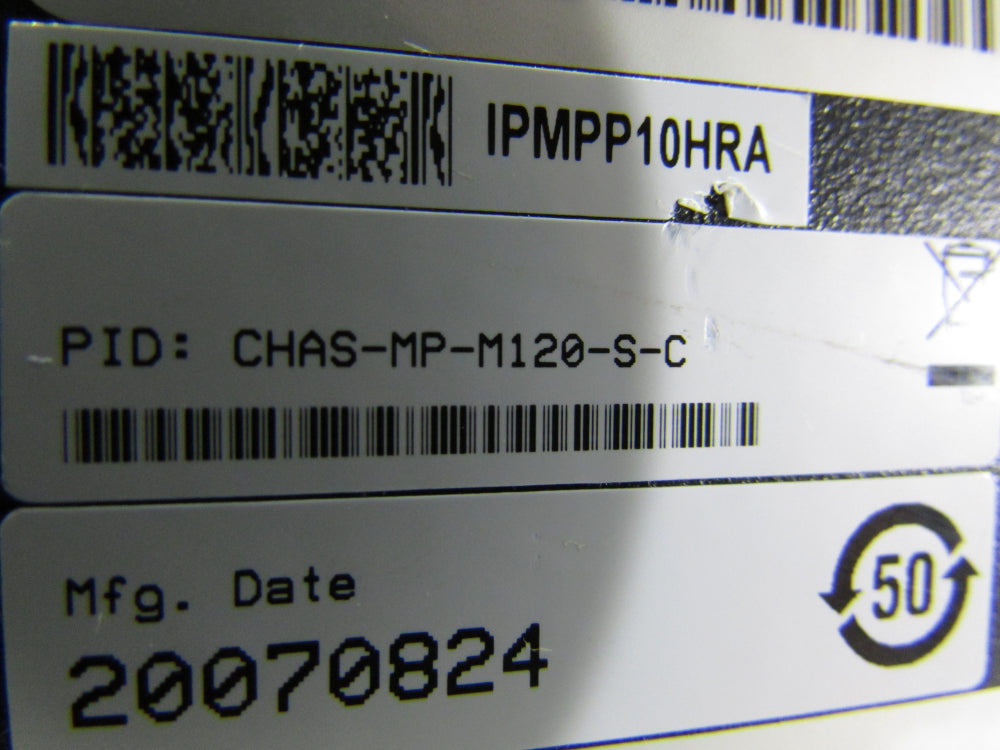 IPMPP10HRA
PID: CHAS-MP-M120-S-C
Mfg. Date
20070824
50